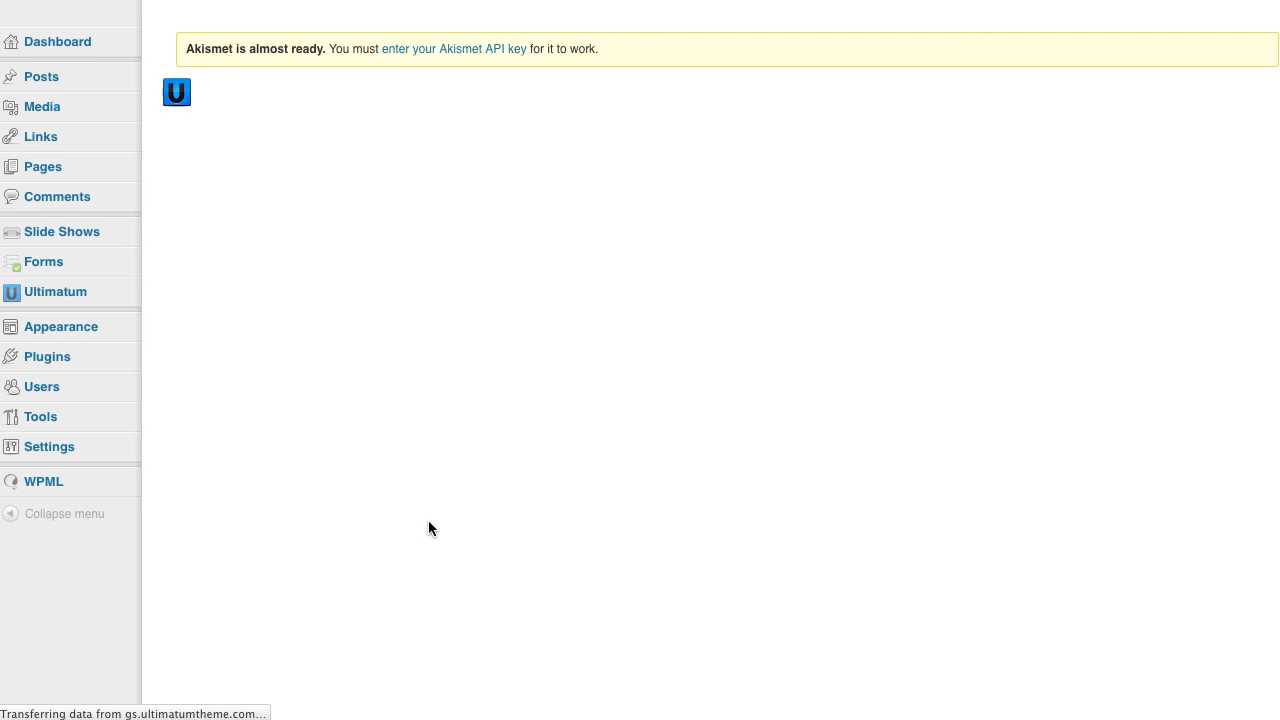 Dashboard
Posts
Media
Links
Pages
Comments
Slide Shows
Forms
Ultimatum
Appearance
Plugins
Users
Tools
Settings
WPML
Collapse menu
Akismet is almost ready. You must enter your Akismet API key for it to work.
U
Transferring data from gs.ultimatumtheme.com...